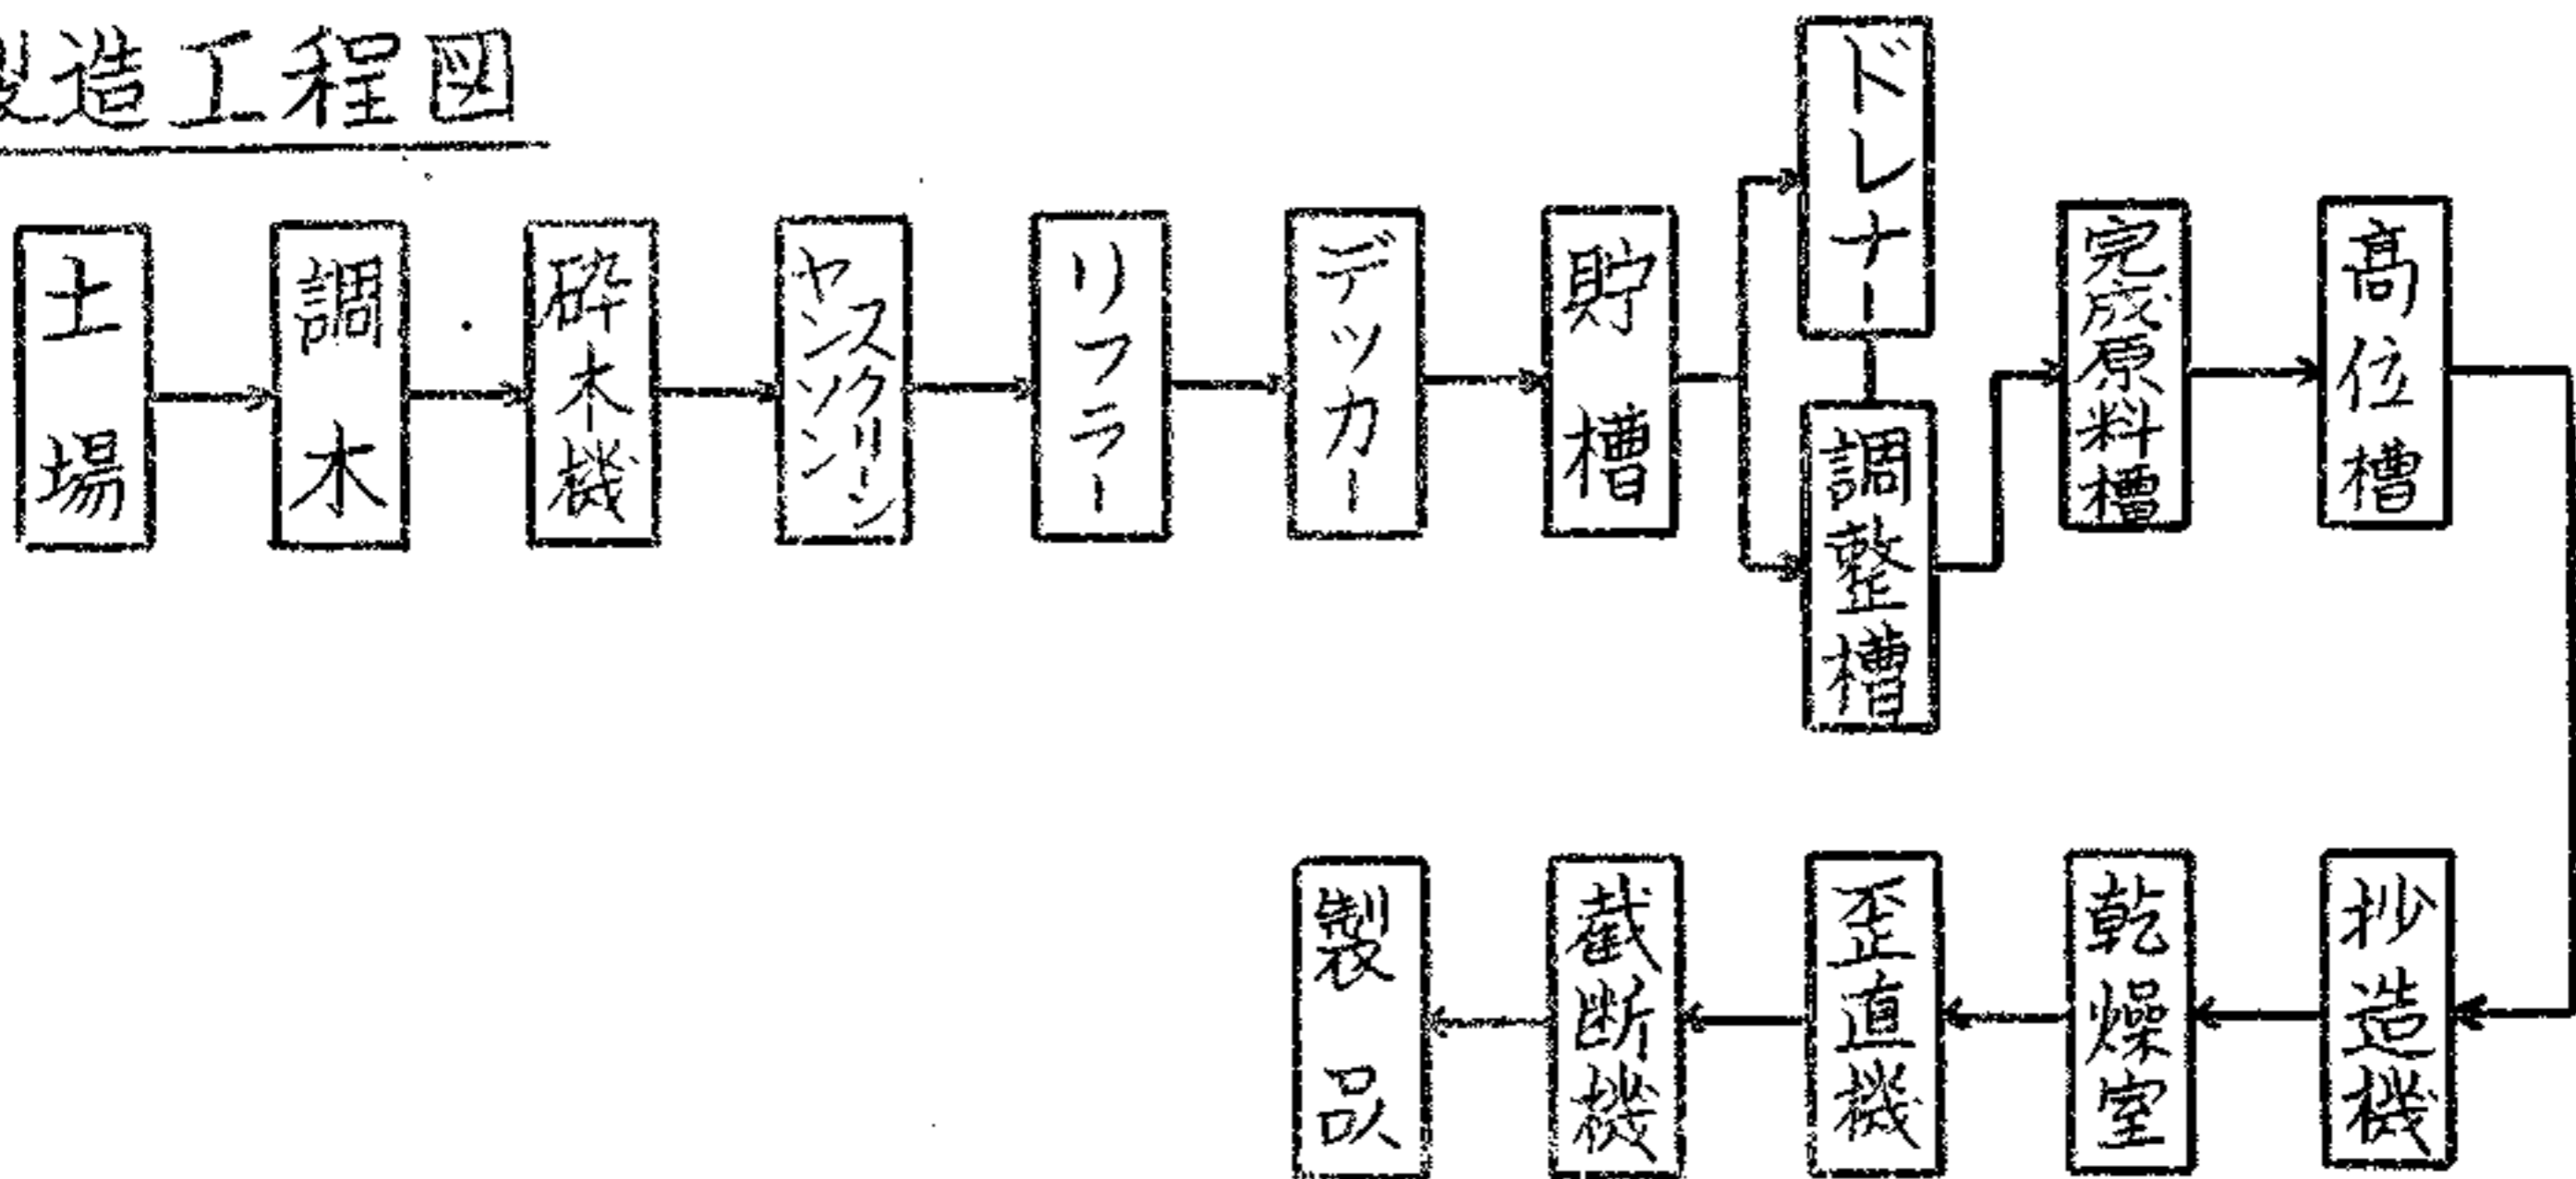 製造工程図
土場
調木
砕木機
ヤンソン
スクリーン
リフラー
デッカー
貯槽
ドレナー
調整槽
完成原料槽
高位槽
抄造機
乾燥室
歪直機
截断機
製品